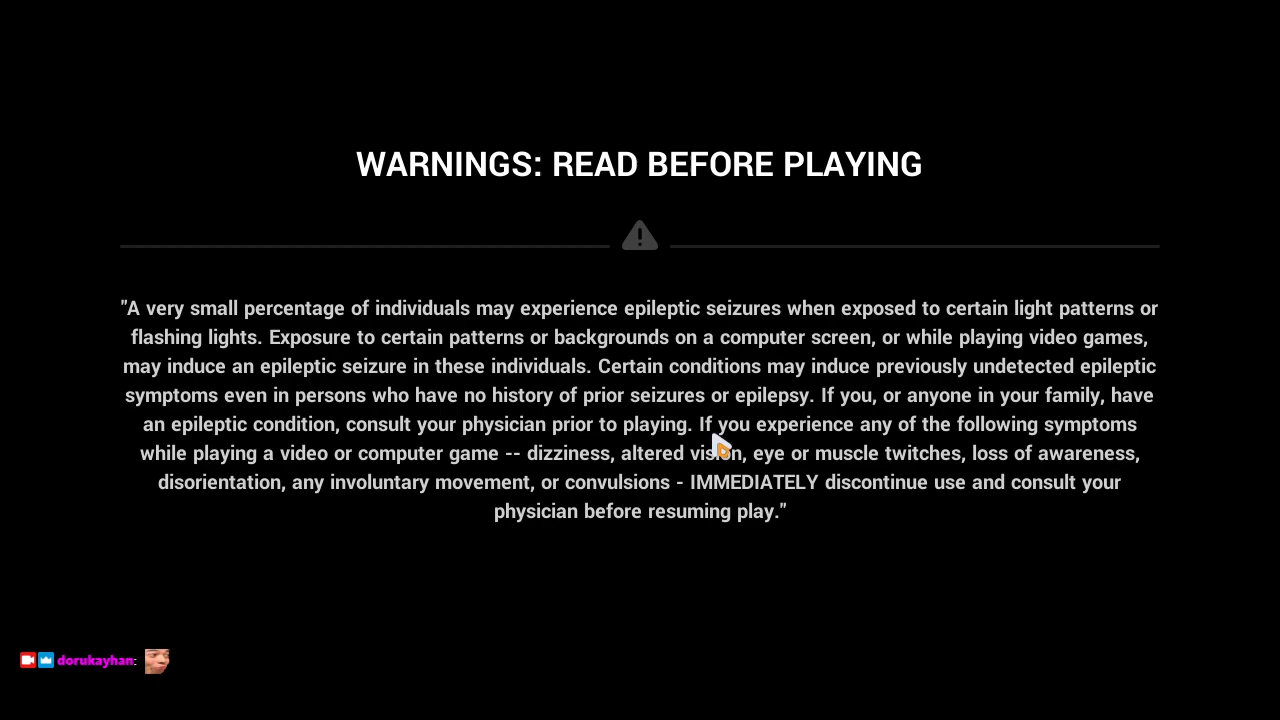 WARNINGS: READ BEFORE PLAYING
"A very small percentage of individuals may experience epileptic seizures when exposed to certain light patterns or
flashing lights. Exposure to certain patterns or backgrounds on a computer screen, or while playing video games,
may induce an epileptic seizure in these individuals. Certain conditions may induce previously undetected epileptic
symptoms even in persons who have no history of prior seizures or epilepsy. If you, or anyone in your family, have
an epileptic condition, consult your physician prior to playing. If you experience any of the following symptoms
while playing a video or computer game -- dizziness, altered vision, eye or muscle twitches, loss of awareness,
disorientation, any involuntary movement, or convulsions - IMMEDIATELY discontinue use and consult your
physician before resuming play."
dorukayhan: